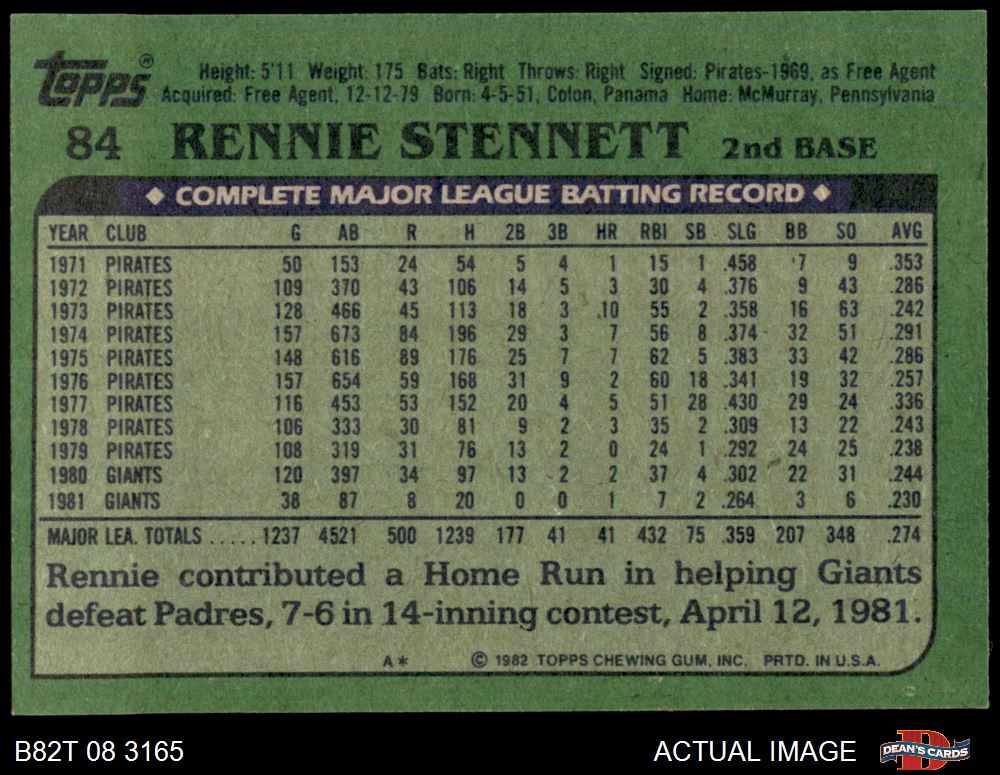 Topps®
Height: 5'11 Weight: 175 Bats: Right Throws: Right Signed: Pirates-1969, as Free Agent
Acquired: Free Agent, 12-12-79 Born: 4-5-51, Colon, Panama Home: McMurray, Pennsylvania
84 RENNIE STENNETT 2nd BASE
COMPLETE MAJOR LEAGUE BATTING RECORD
YEAR CLUB G AB R H 2B 3B HR RBI SB SLG BB SO AVG
1971 PIRATES 50 153 24 54 5 4 1 15 1 .458 7 9 .353
1972 PIRATES 109 370 43 106 14 5 3 30 4 .376 9 43 .286
1973 PIRATES 128 466 45 113 18 3 10 55 2 .358 16 63 .242
1974 PIRATES 157 673 84 196 29 3 7 56 8 .374 32 51 .291
1975 PIRATES 148 616 89 176 25 7 7 62 5 .383 33 42 .286
1976 PIRATES 157 654 59 168 31 9 2 60 18 .341 19 32 .257
1977 PIRATES 116 453 53 152 20 4 5 51 28 .430 29 24 .336
1978 PIRATES 106 333 30 81 9 2 3 35 2 .309 13 22 .243
1979 PIRATES 108 319 31 76 13 2 0 24 1 .292 24 25 .238
1980 GIANTS 120 397 34 97 13 2 2 37 4 .302 22 31 .244
1981 GIANTS 38 87 8 20 0 0 1 7 2 .264 3 6 .230
MAJOR LEA. TOTALS ..... 1237 4521 500 1239 177 41 41 432 75 .359 207 348 .274
Rennie contributed a Home Run in helping Giants
defeat Padres, 7-6 in 14-inning contest, April 12, 1981.
A* © 1982 TOPPS CHEWING GUM, INC. PRTD. IN U.S.A.
B82T 08 3165 ACTUAL IMAGE DEAN'S CARDS